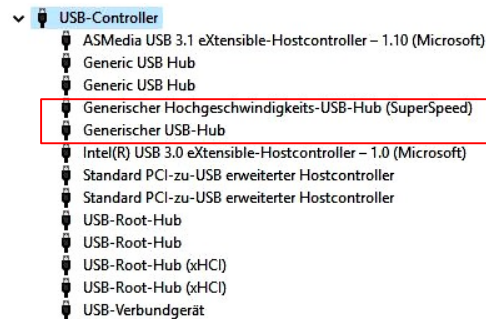 USB-Controller
ASMedia USB 3.1 eXtensible-Hostcontroller – 1.10 (Microsoft)
Generic USB Hub
Generic USB Hub
Generischer Hochgeschwindigkeits-USB-Hub (SuperSpeed)
Generischer USB-Hub
Intel(R) USB 3.0 eXtensible-Hostcontroller – 1.0 (Microsoft)
Standard PCI-zu-USB erweiterter Hostcontroller
Standard PCI-zu-USB erweiterter Hostcontroller
USB-Root-Hub
USB-Root-Hub
USB-Root-Hub (xHCI)
USB-Root-Hub (xHCI)
USB-Verbundgerät